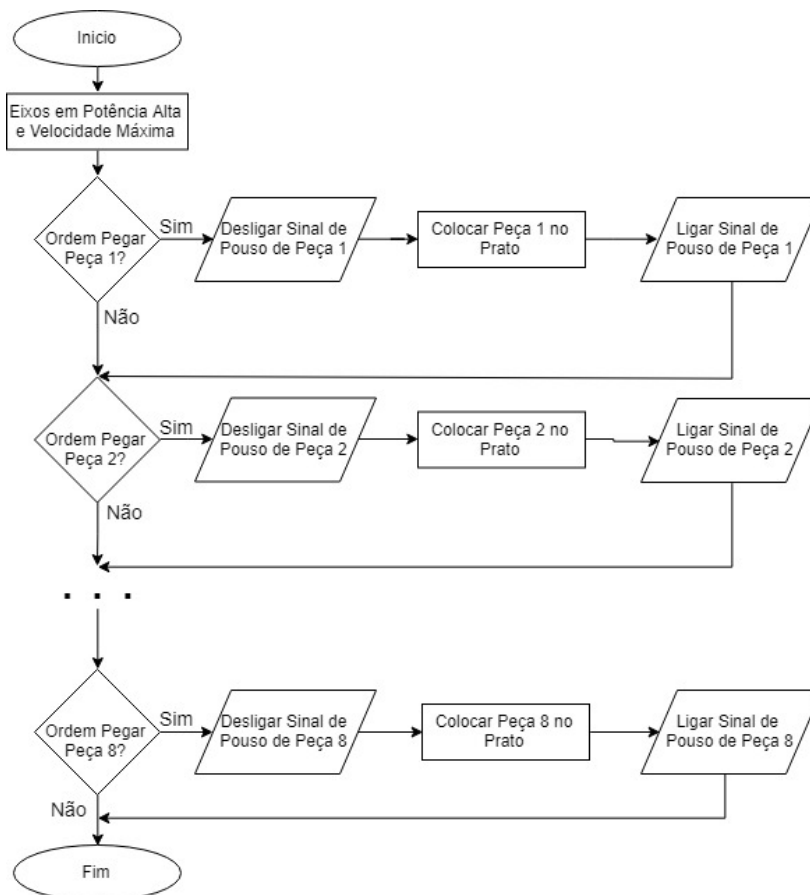 Inicio
Eixos em Potência Alta
e Velocidade Máxima
Ordem Pegar
Peça 1?
Sim
Desligar Sinal de
Pouso de Peça 1
Colocar Peça 1 no
Prato
Ligar Sinal de
Pouso de Peça 1
Não
Ordem Pegar
Peça 2?
Sim
Desligar Sinal de
Pouso de Peça 2
Colocar Peça 2 no
Prato
Ligar Sinal de
Pouso de Peça 2
Não
. . .
Ordem Pegar
Peça 8?
Sim
Desligar Sinal de
Pouso de Peça 8
Colocar Peça 8 no
Prato
Ligar Sinal de
Pouso de Peça 8
Não
Fim